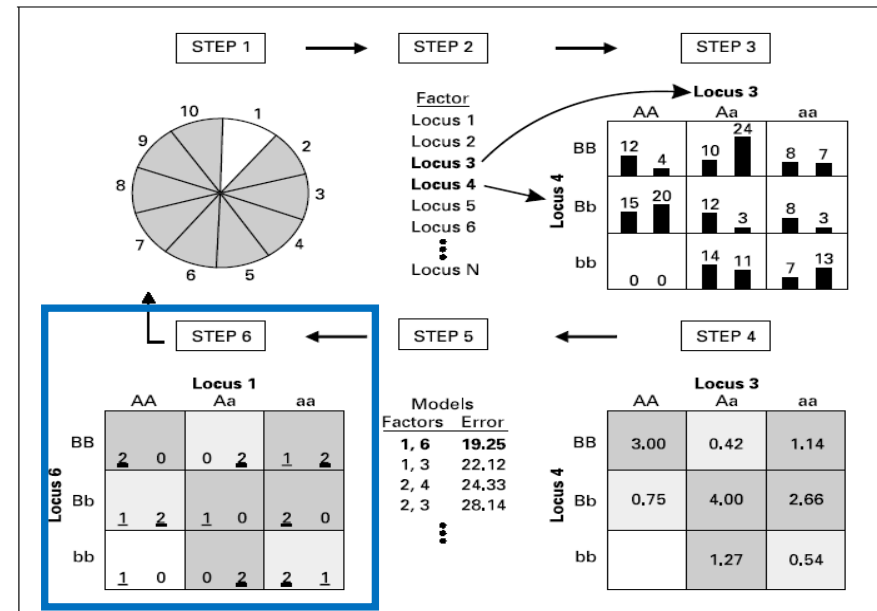 STEP 1
STEP 2
STEP 3
10 1
9 2
8 3
7 4
6 5
Factor
Locus 1
Locus 2
Locus 3
Locus 4
Locus 5
Locus 6
Locus N
Locus 3
AA Aa aa
Locus 4
BB 12 4 10 24 8 7
Bb 15 20 12 3 8 3
bb 0 0 14 11 7 13
STEP 6
STEP 5
STEP 4
Locus 1
AA Aa aa
Locus 6
BB 2 0 0 2 1 2
Bb 1 2 1 0 2 0
bb 1 0 0 2 2 1
Models
Factors Error
1, 6 19.25
1, 3 22.12
2, 4 24.33
2, 3 28.14
Locus 3
AA Aa aa
Locus 4
BB 3.00 0.42 1.14
Bb 0.75 4.00 2.66
bb 1.27 0.54